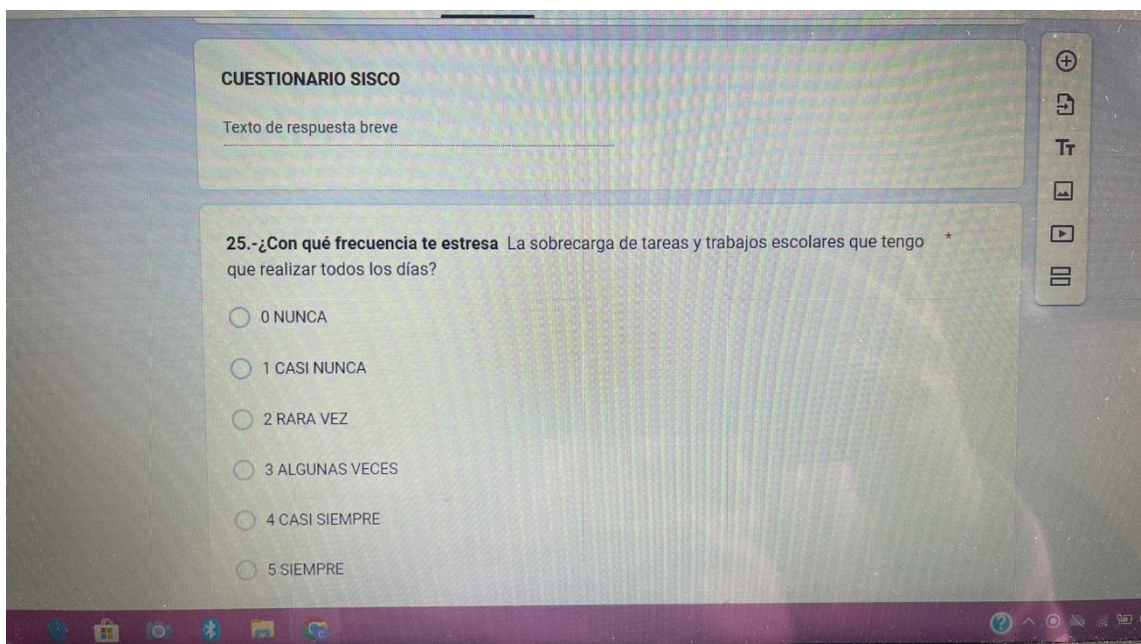 CUESTIONARIO SISCO
Texto de respuesta breve
25.-¿Con qué frecuencia te estresa La sobrecarga de tareas y trabajos escolares que tengo *
que realizar todos los días?
0 NUNCA
1 CASI NUNCA
2 RARA VEZ
3 ALGUNAS VECES
4 CASI SIEMPRE
5 SIEMPRE